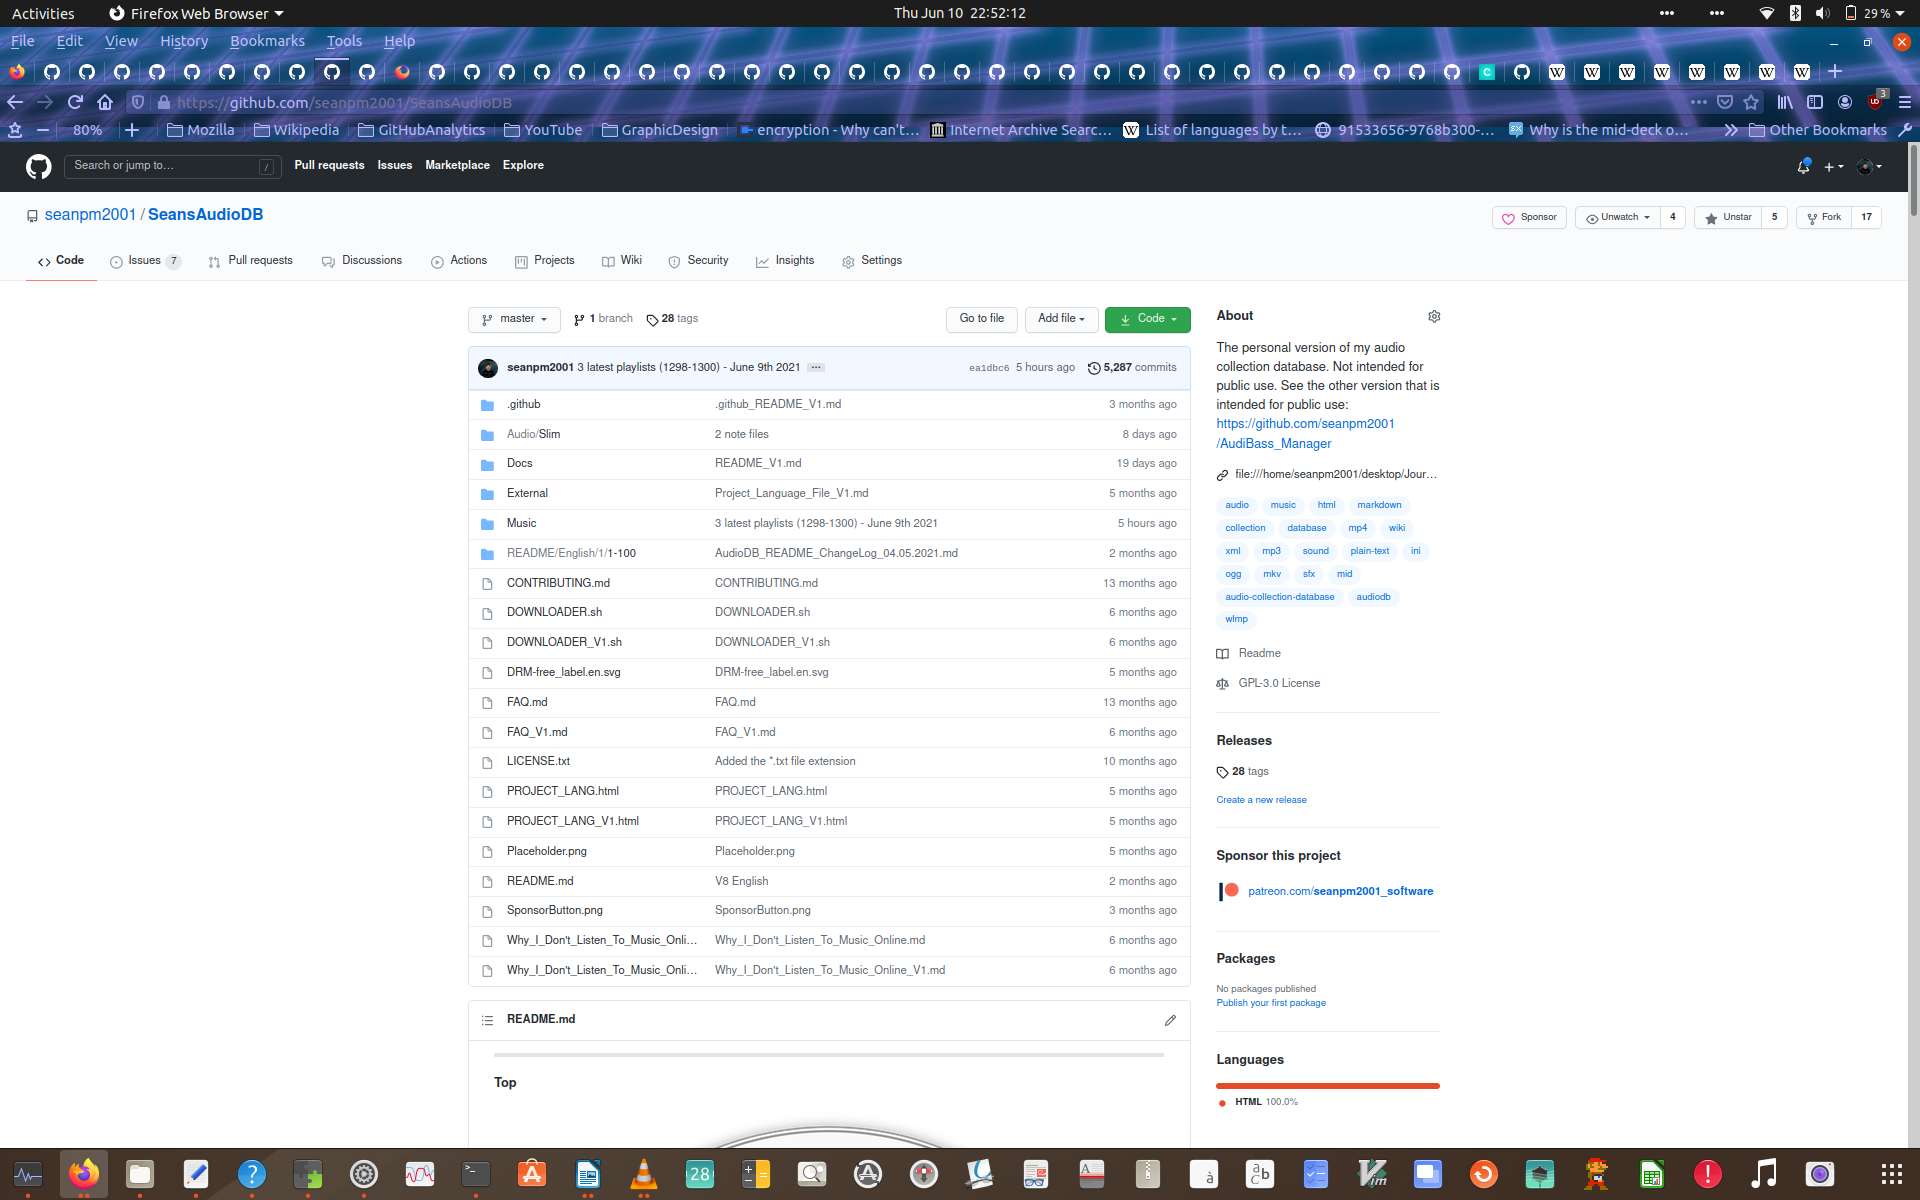 Activities Firefox Web Browser Thu Jun 10 22:52:12 29 %
File Edit View History Bookmarks Tools Help
https://github.com/seanpm2001/SeansAudioDB 3
80% Mozilla Wikipedia GitHubAnalytics YouTube GraphicDesign encryption - Why can't… Internet Archive Searc… List of languages by t… 91533656-9768b300-… Why is the mid-deck o… Other Bookmarks
Search or jump to… / Pull requests Issues Marketplace Explore
seanpm2001 / SeansAudioDB Sponsor Unwatch 4 Unstar 5 Fork 17
Code Issues 7 Pull requests Discussions Actions Projects Wiki Security Insights Settings
master 1 branch 28 tags Go to file Add file Code
seanpm2001 3 latest playlists (1298-1300) - June 9th 2021 ... ea1dbc6 5 hours ago 5,287 commits
.github .github_README_V1.md 3 months ago
Audio/Slim 2 note files 8 days ago
Docs README_V1.md 19 days ago
External Project_Language_File_V1.md 5 months ago
Music 3 latest playlists (1298-1300) - June 9th 2021 5 hours ago
README/English/1/1-100 AudioDB_README_ChangeLog_04.05.2021.md 2 months ago
CONTRIBUTING.md CONTRIBUTING.md 13 months ago
DOWNLOADER.sh DOWNLOADER.sh 6 months ago
DOWNLOADER_V1.sh DOWNLOADER_V1.sh 6 months ago
DRM-free_label.en.svg DRM-free_label.en.svg 5 months ago
FAQ.md FAQ.md 13 months ago
FAQ_V1.md FAQ_V1.md 6 months ago
LICENSE.txt Added the *.txt file extension 10 months ago
PROJECT_LANG.html PROJECT_LANG.html 5 months ago
PROJECT_LANG_V1.html PROJECT_LANG_V1.html 5 months ago
Placeholder.png Placeholder.png 5 months ago
README.md V8 English 2 months ago
SponsorButton.png SponsorButton.png 3 months ago
Why_I_Don't_Listen_To_Music_Onli… Why_I_Don't_Listen_To_Music_Online.md 6 months ago
Why_I_Don't_Listen_To_Music_Onli… Why_I_Don't_Listen_To_Music_Online_V1.md 6 months ago
README.md
Top
About
The personal version of my audio
collection database. Not intended for
public use. See the other version that is
intended for public use:
https://github.com/seanpm2001
/AudiBass_Manager
file:///home/seanpm2001/desktop/Jour…
audio music html markdown
collection database mp4 wiki
xml mp3 sound plain-text ini
ogg mkv sfx mid
audio-collection-database audiodb
wlmp
Readme
GPL-3.0 License
Releases
28 tags
Create a new release
Sponsor this project
patreon.com/seanpm2001_software
Packages
No packages published
Publish your first package
Languages
HTML 100.0%
28